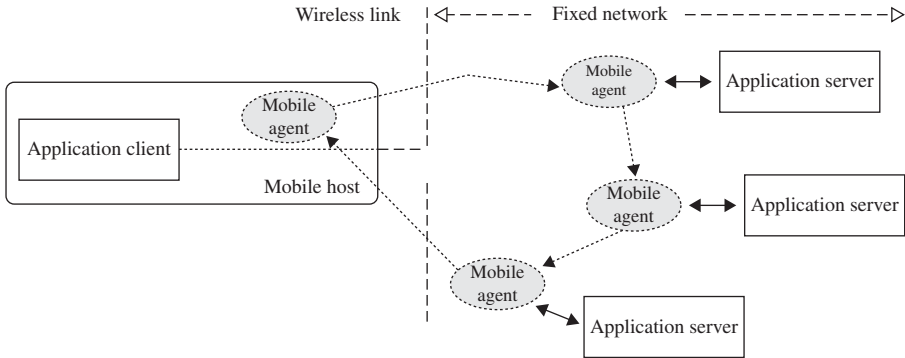 Wireless link
Fixed network
Mobile
agent
Application server
Mobile
agent
Application client
Mobile host
Mobile
agent
Application server
Mobile
agent
Application server